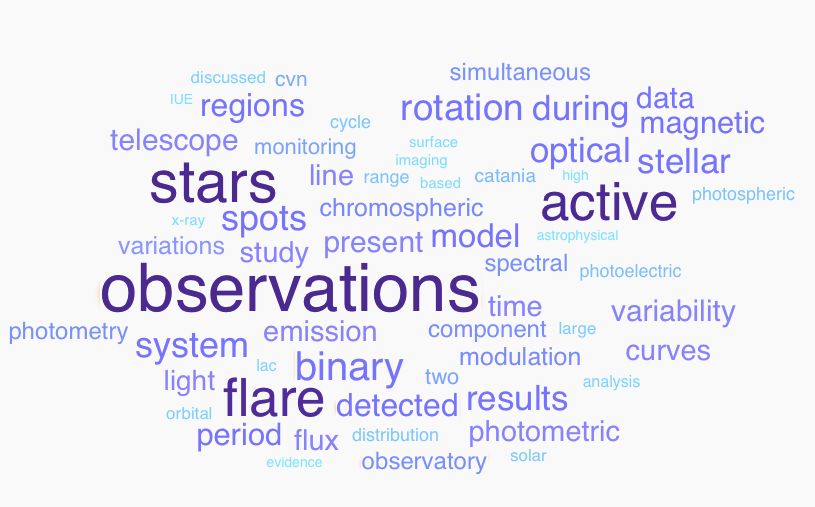 simultaneous
discussed cvn
IUE regions rotation during data
cycle magnetic
telescope monitoring surface optical stellar
imaging
stars line range based catania high active photospheric
x-ray spots chromospheric
variations study present model astrophysical
spectral photoelectric
observations time variability
photometry system emission component large
modulation curves
light lac binary two analysis
flare detected results
orbital
period flux distribution photometric
evidence observatory solar